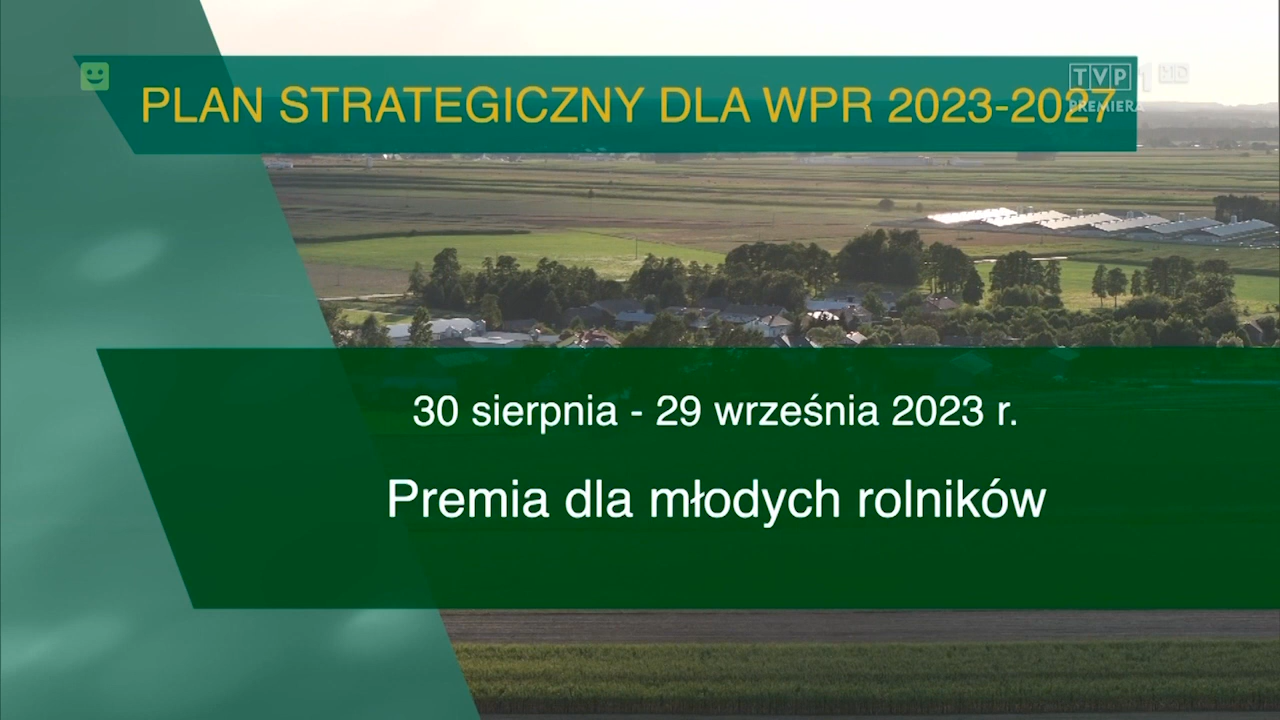 PLAN STRATEGICZNY DLA WPR 2023-2027
TVP 1 HD
PREMIERA
30 sierpnia - 29 września 2023 r.
Premia dla młodych rolników